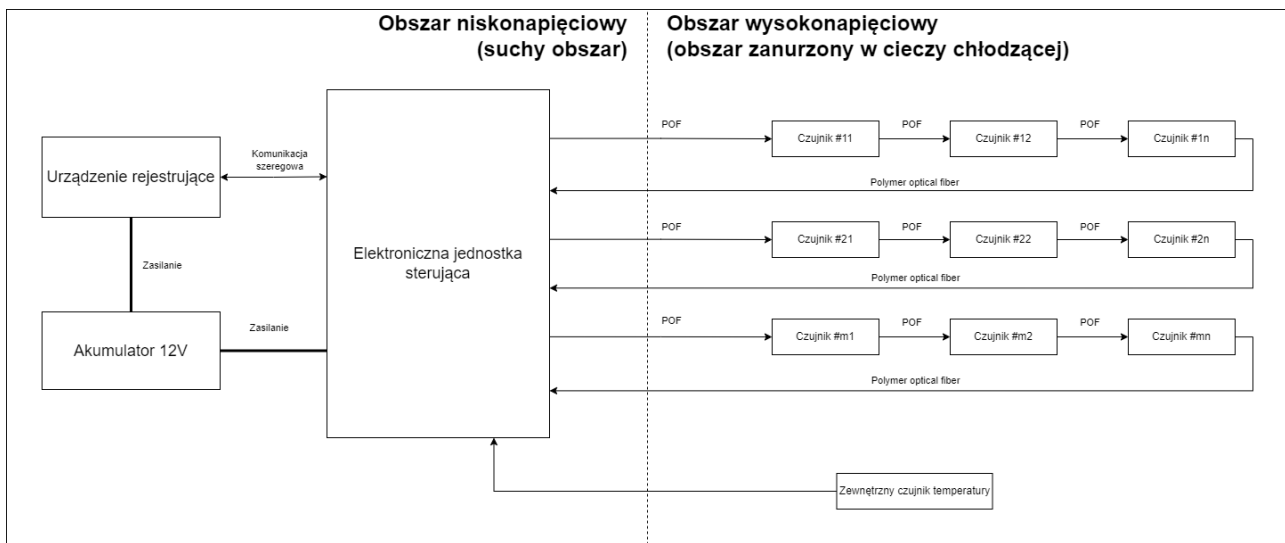 Obszar niskonapięciowy
(suchy obszar)
Obszar wysokonapięciowy
(obszar zanurzony w cieczy chłodzącej)
Urządzenie rejestrujące
Komunikacja
szeregowa
Zasilanie
Akumulator 12V
Zasilanie
Elektroniczna jednostka
sterująca
POF
Czujnik #11
POF
Czujnik #12
POF
Czujnik #1n
Polymer optical fiber
POF
Czujnik #21
POF
Czujnik #22
POF
Czujnik #2n
Polymer optical fiber
POF
Czujnik #m1
POF
Czujnik #m2
POF
Czujnik #mn
Polymer optical fiber
Zewnętrzny czujnik temperatury